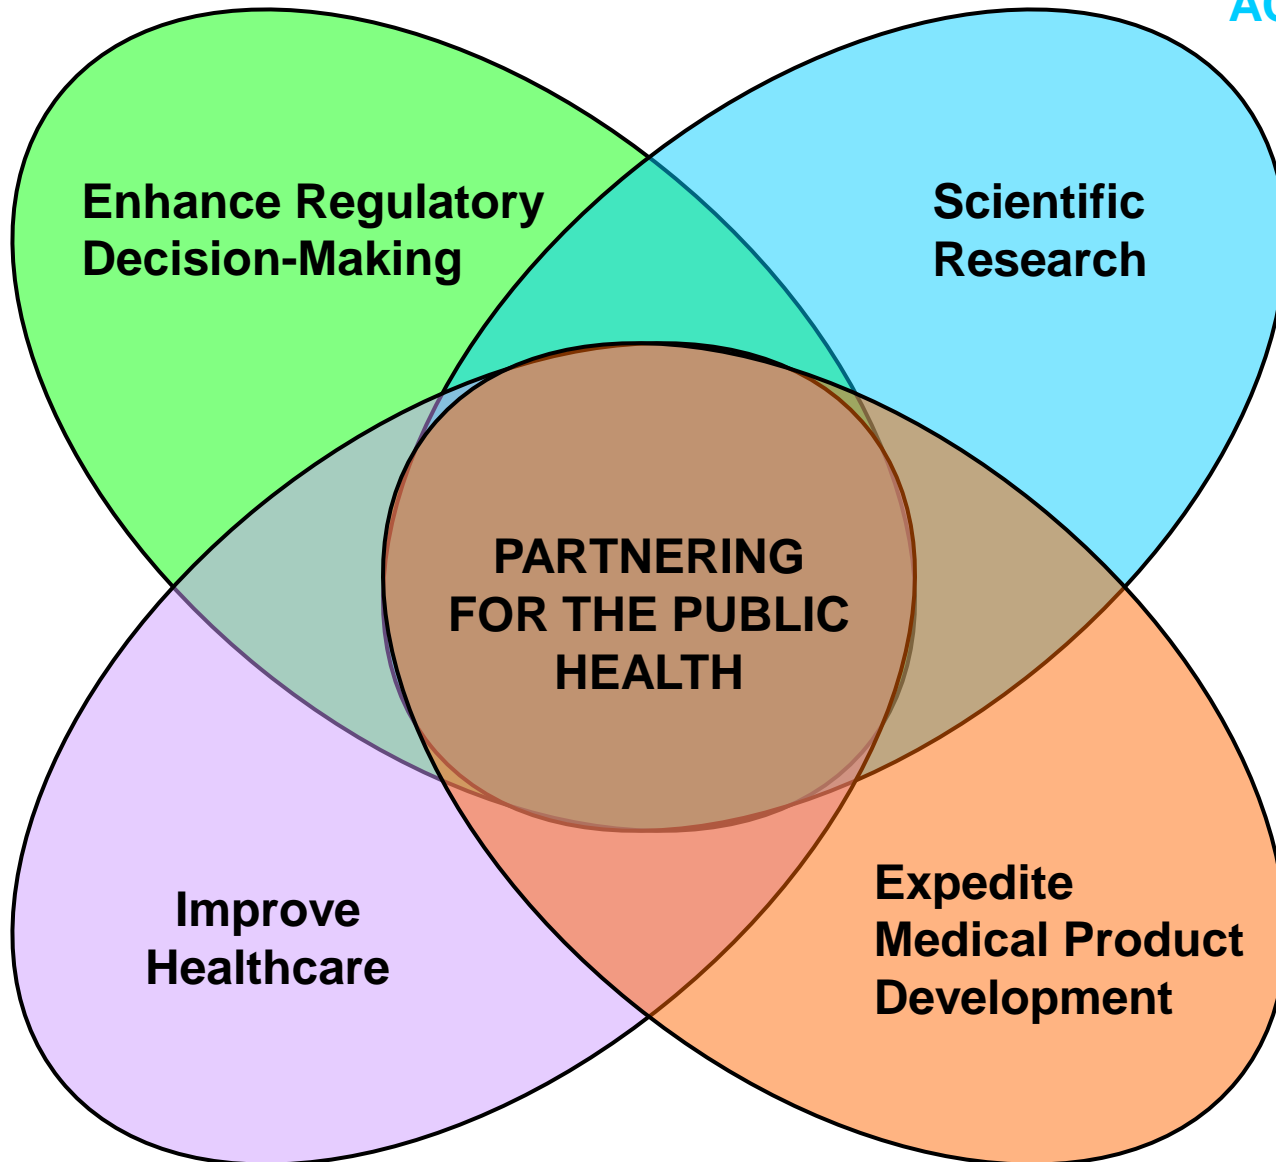 Enhance Regulatory
Decision-Making
Scientific
Research
PARTNERING
FOR THE PUBLIC
HEALTH
Improve
Healthcare
Expedite
Medical Product
Development